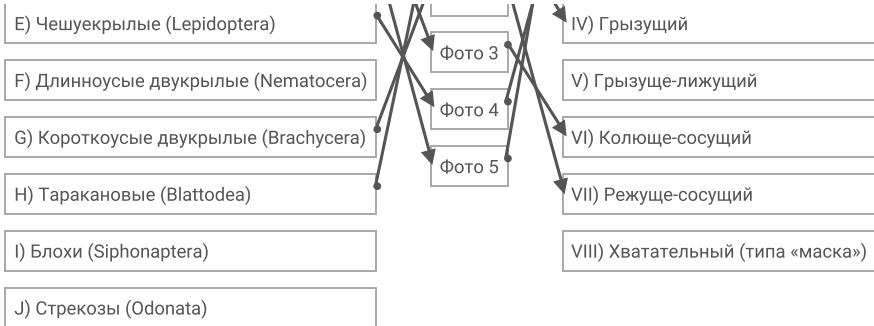 E) Чешуекрылые (Lepidoptera)
F) Длинноусые двукрылые (Nematocera)
G) Короткоусые двукрылые (Brachycera)
H) Таракановые (Blattodea)
I) Блохи (Siphonaptera)
J) Стрекозы (Odonata)
Фото 3
Фото 4
Фото 5
IV) Грызущий
V) Грызуще-лижущий
VI) Колюще-сосущий
VII) Режуще-сосущий
VIII) Хватательный (типа «маска»)